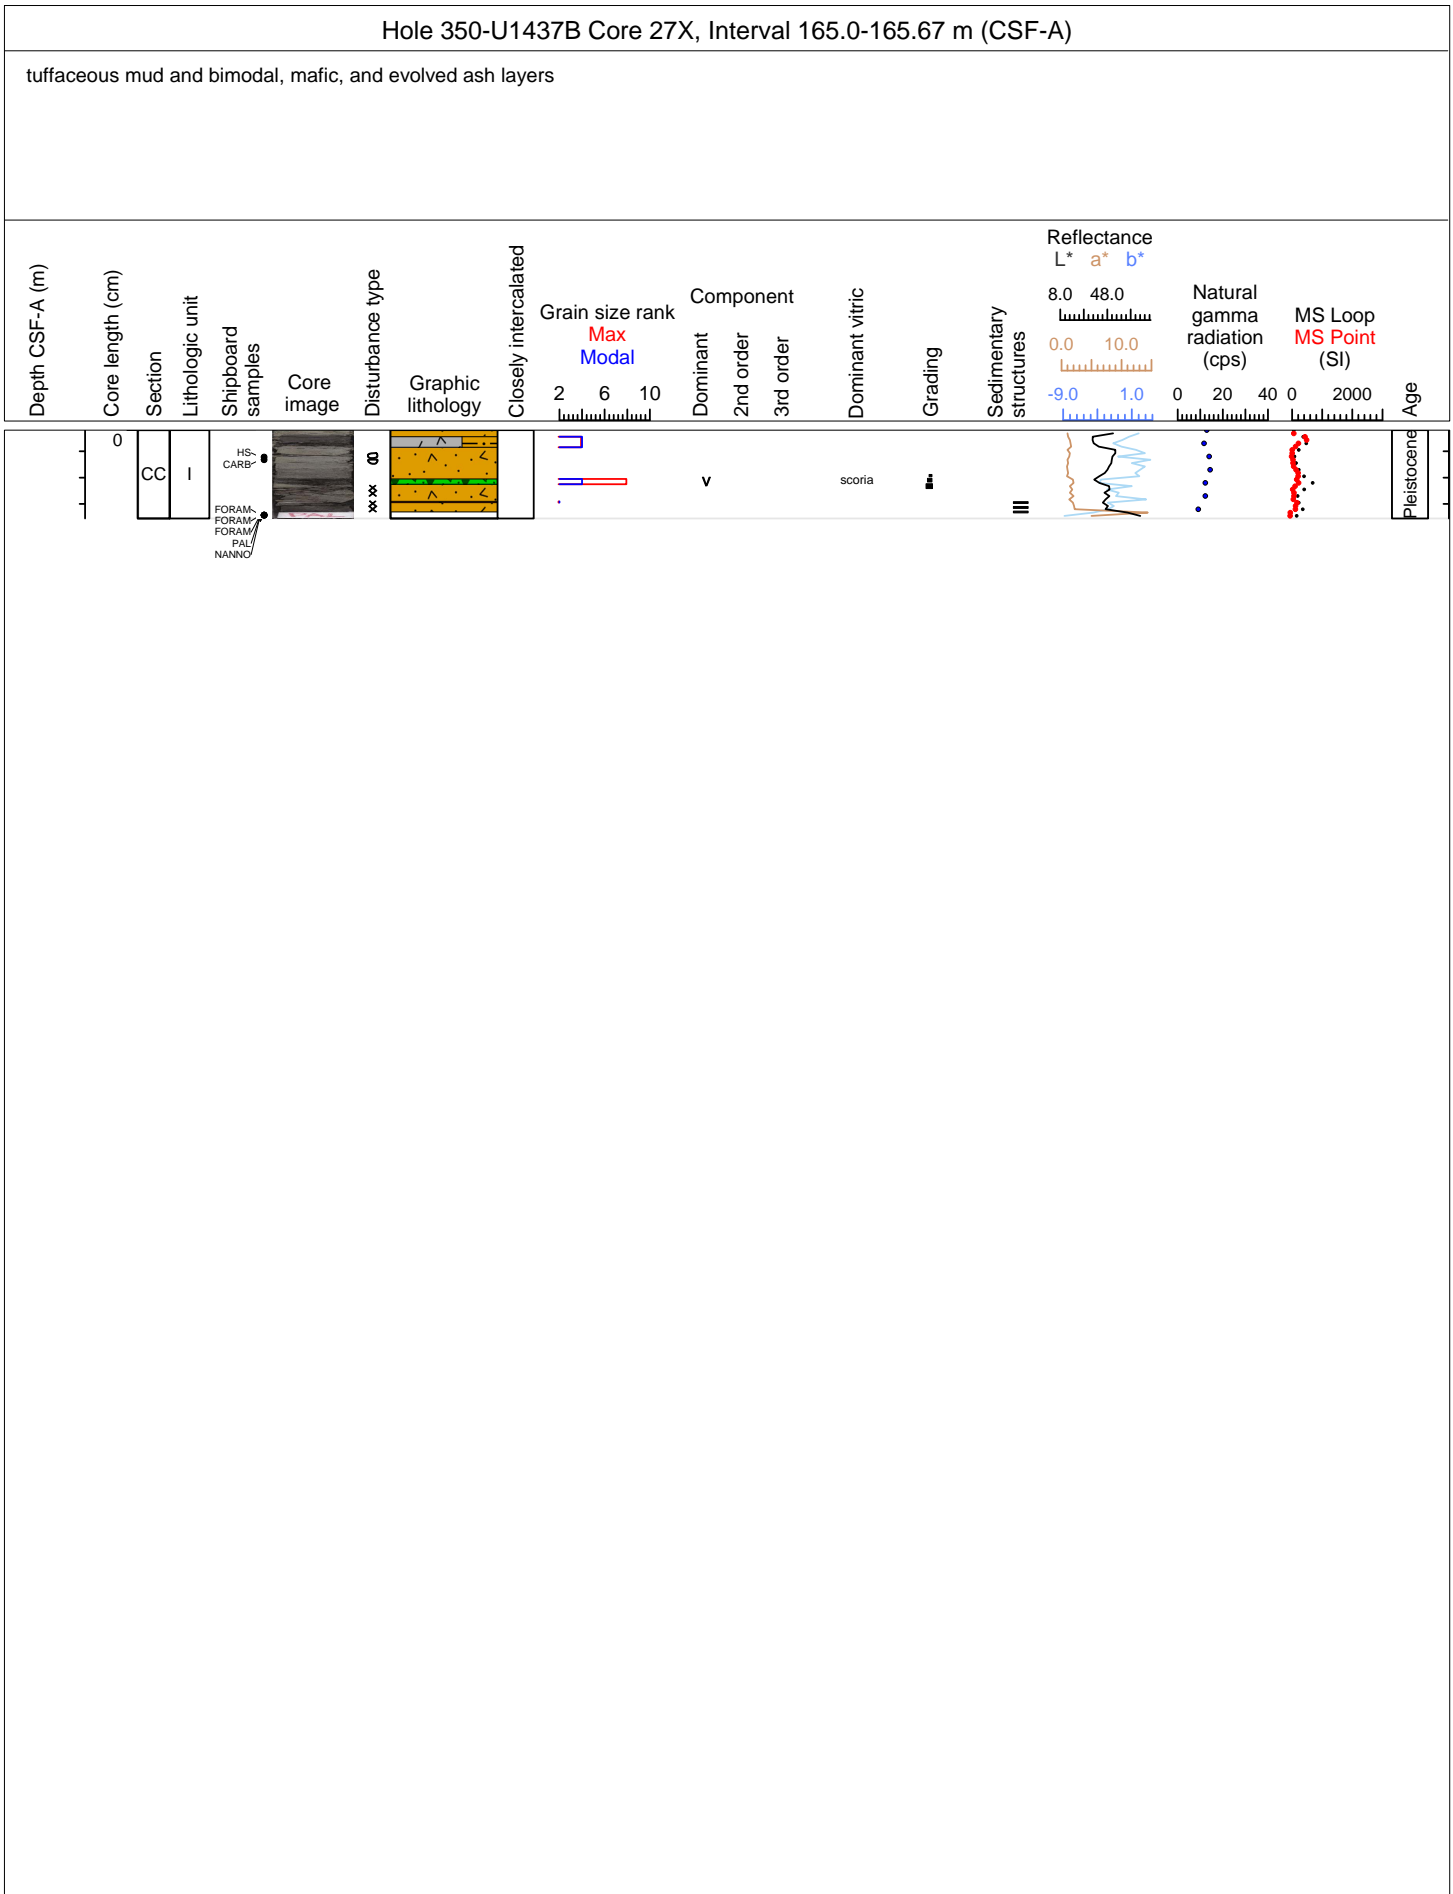 Hole 350-U1437B Core 27X, Interval 165.0-165.67 m (CSF-A)
tuffaceous mud and bimodal, mafic, and evolved ash layers
Depth CSF-A (m)
Core length (cm)
Section
Lithologic unit
Shipboard
samples
Core
image
Disturbance type
Graphic
lithology
Closely intercalated
Grain size rank
Max
Modal
2 6 10
Component
Dominant
2nd order
3rd order
Dominant vitric
Grading
Sedimentary
structures
Reflectance
L* a* b*
8.0 48.0
0.0 10.0
-9.0 1.0
Natural
gamma
radiation
(cps)
0 20 40
MS Loop
MS Point
(SI)
0 2000
Age
0
CC
I
HS
CARB
FORAM
FORAM
FORAM
PAL
NANNO
v
scoria
Pleistocene